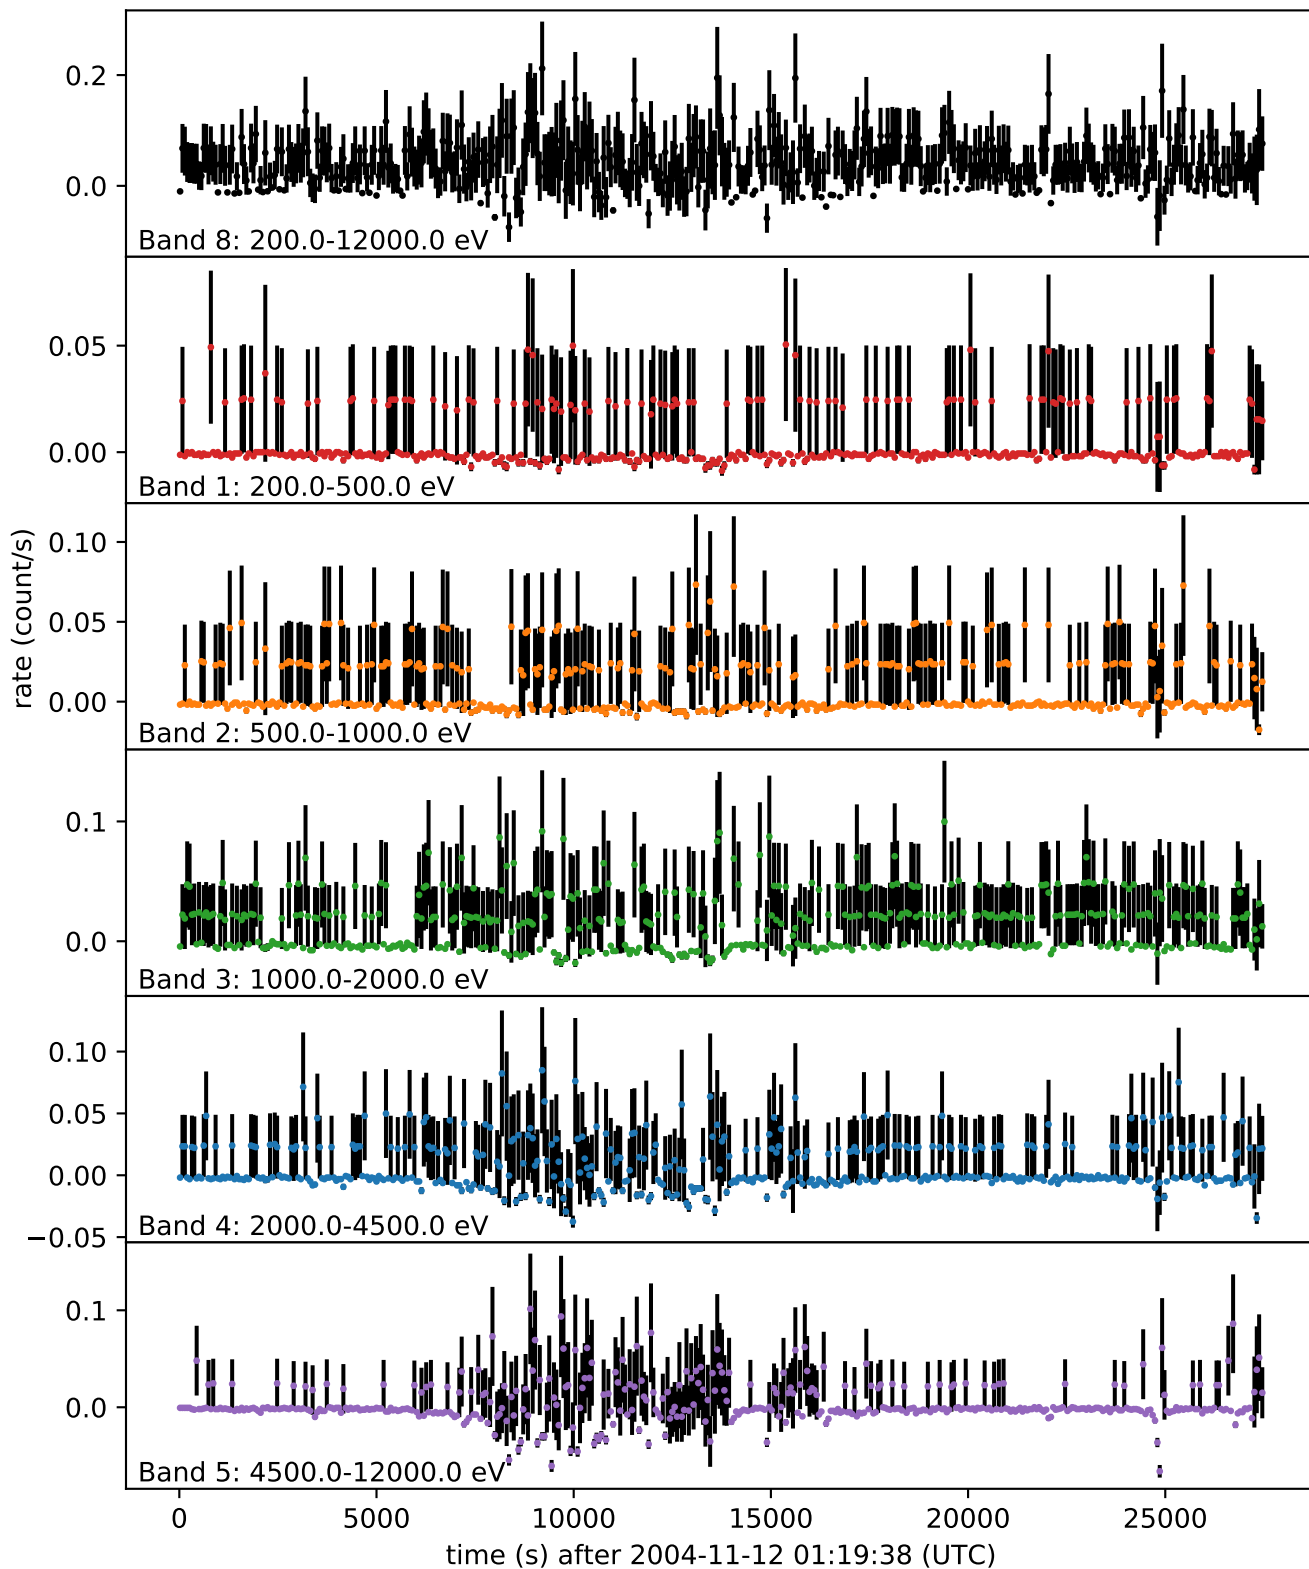 0.2
0.0
Band 8: 200.0-12000.0 eV
0.05
0.00
Band 1: 200.0-500.0 eV
rate (count/s)
0.10
0.05
0.00
Band 2: 500.0-1000.0 eV
0.1
0.0
Band 3: 1000.0-2000.0 eV
0.10
0.05
0.00
−0.05
Band 4: 2000.0-4500.0 eV
0.1
0.0
Band 5: 4500.0-12000.0 eV
0 5000 10000 15000 20000 25000
time (s) after 2004-11-12 01:19:38 (UTC)